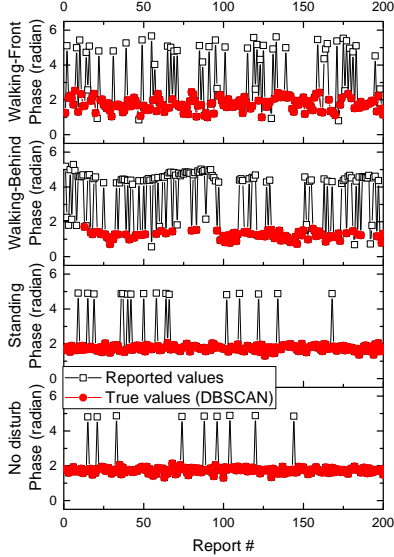 0 50 100 150 200
Walking-Front
Phase (radian)
6
4
2
0
Walking-Behind
Phase (radian)
6
4
2
0
Standing
Phase (radian)
6
4
2
0
Reported values
True values (DBSCAN)
No disturb
Phase (radian)
6
4
2
0
0 50 100 150 200
Report #